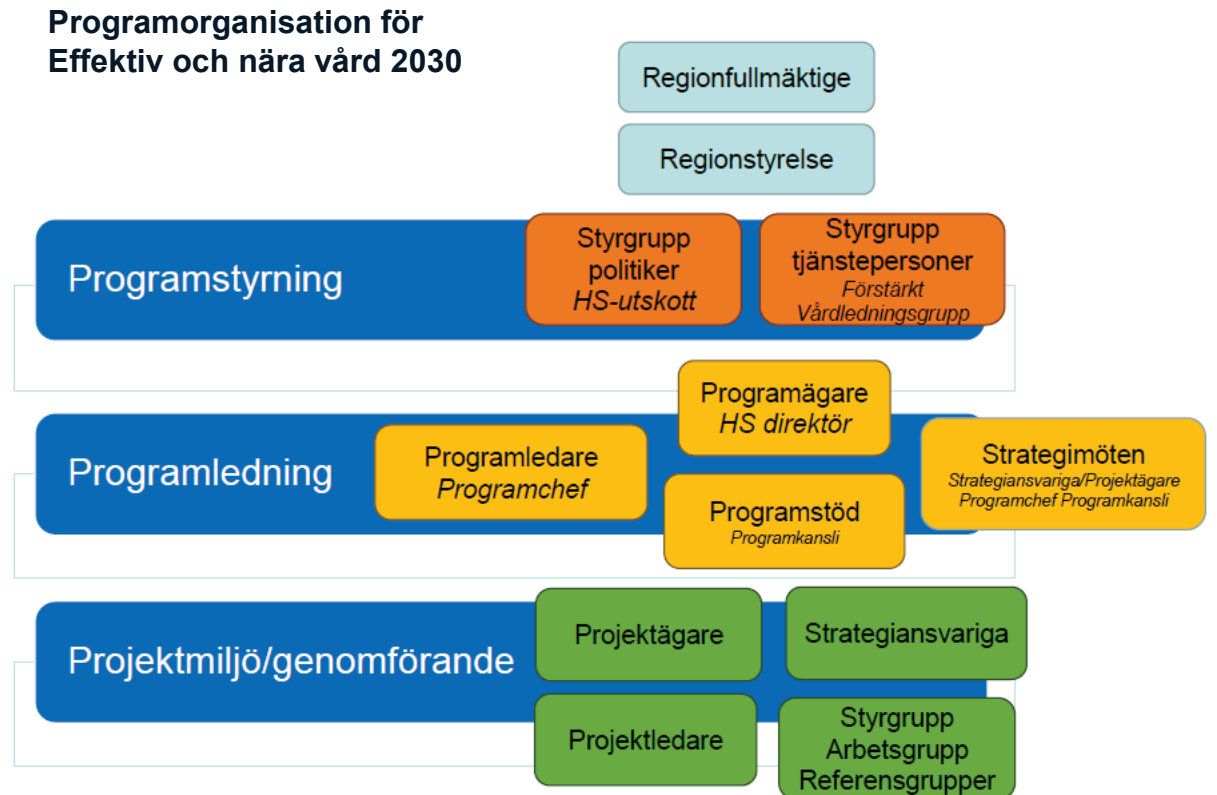 Programorganisation för
Effektiv och nära vård 2030
Regionfullmäktige
Regionstyrelse
Programstyrning
Styrgrupp
politiker
HS-utskott
Styrgrupp
tjänstepersoner
Förstärkt
Vårdledningsgrupp
Programledning
Programledare
Programchef
Programägare
HS direktör
Programstöd
Programkansli
Strategimöten
Strategiansvariga/Projektägare
Programchef Programkansli
Projektmiljö/genomförande
Projektägare
Strategiansvariga
Projektledare
Styrgrupp
Arbetsgrupp
Referensgrupper